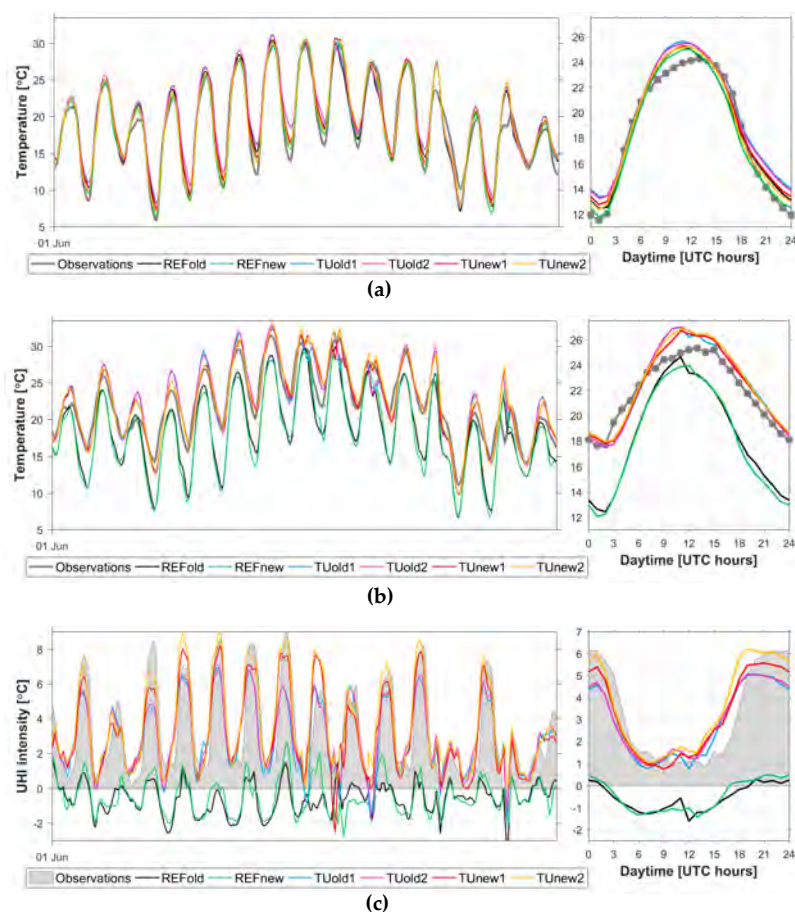 Temperature [°C]
30
25
20
15
10
5
01 Jun
26
24
22
20
18
16
14
12
0 3 6 9 12 15 18 21 24
Daytime [UTC hours]
Observations REFold REFnew TUold1 TUold2 TUnew1 TUnew2
(a)
Temperature [°C]
30
25
20
15
10
5
01 Jun
26
24
22
20
18
16
14
12
0 3 6 9 12 15 18 21 24
Daytime [UTC hours]
Observations REFold REFnew TUold1 TUold2 TUnew1 TUnew2
(b)
UHI intensity [°C]
8
6
4
2
0
-2
01 Jun
7
6
5
4
3
2
1
0
-1
-2
0 3 6 9 12 15 18 21 24
Daytime [UTC hours]
Observations REFold REFnew TUold1 TUold2 TUnew1 TUnew2
(c)